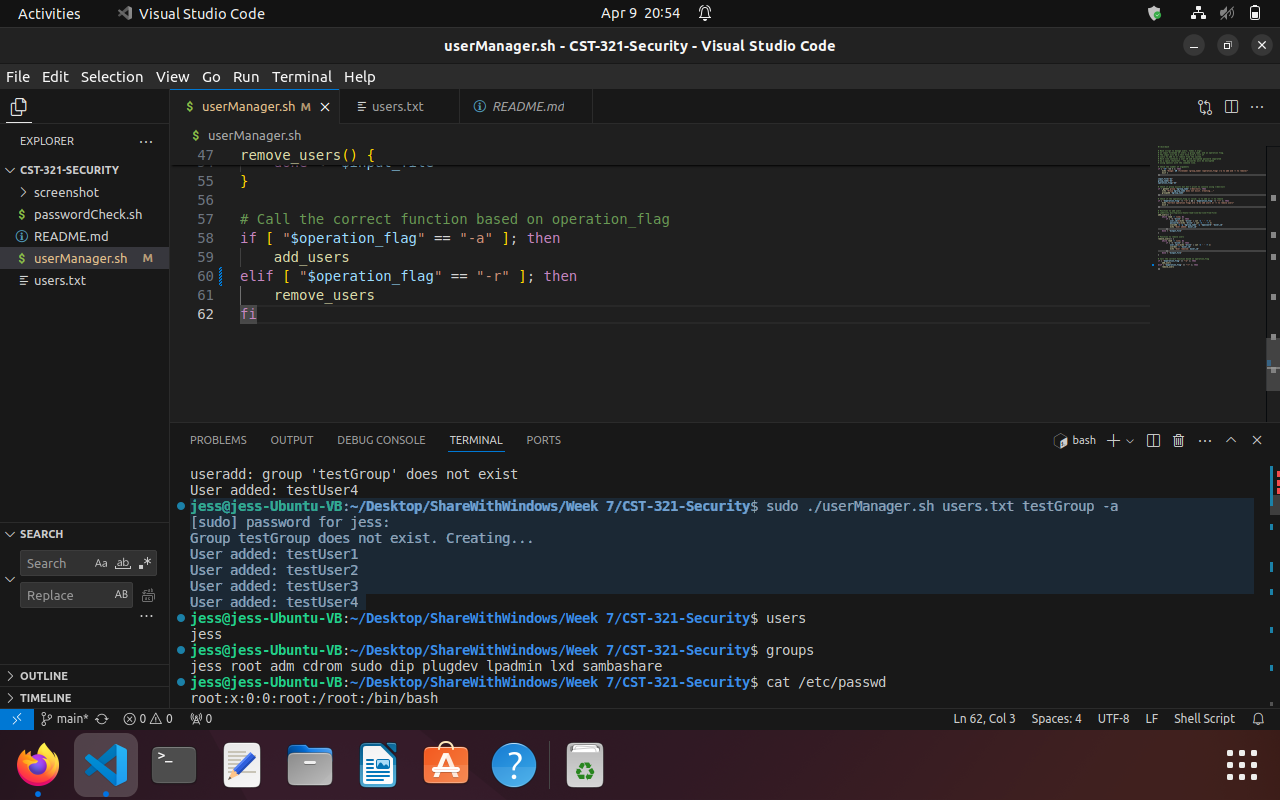 Activities
Visual Studio Code
Apr 9 20:54
userManager.sh - CST-321-Security - Visual Studio Code
File Edit Selection View Go Run Terminal Help
$ userManager.sh M
users.txt
README.md
EXPLORER
CST-321-SECURITY
screenshot
$ passwordCheck.sh
README.md
$ userManager.sh M
users.txt
$ userManager.sh
47 remove_users() {
55 }
56
57 # Call the correct function based on operation_flag
58 if [ "$operation_flag" == "-a" ]; then
59 add_users
60 elif [ "$operation_flag" == "-r" ]; then
61 remove_users
62 fi
SEARCH
Search Aa ab
Replace AB
OUTLINE
TIMELINE
PROBLEMS OUTPUT DEBUG CONSOLE TERMINAL PORTS
bash
useradd: group 'testGroup' does not exist
User added: testUser4
jess@jess-Ubuntu-VB:~/Desktop/ShareWithWindows/Week 7/CST-321-Security$ sudo ./userManager.sh users.txt testGroup -a
[sudo] password for jess:
Group testGroup does not exist. Creating...
User added: testUser1
User added: testUser2
User added: testUser3
User added: testUser4
jess@jess-Ubuntu-VB:~/Desktop/ShareWithWindows/Week 7/CST-321-Security$ users
jess
jess@jess-Ubuntu-VB:~/Desktop/ShareWithWindows/Week 7/CST-321-Security$ groups
jess root adm cdrom sudo dip plugdev lpadmin lxd sambashare
jess@jess-Ubuntu-VB:~/Desktop/ShareWithWindows/Week 7/CST-321-Security$ cat /etc/passwd
root:x:0:0:root:/root:/bin/bash
main* 0 0 0
Ln 62, Col 3 Spaces: 4 UTF-8 LF Shell Script